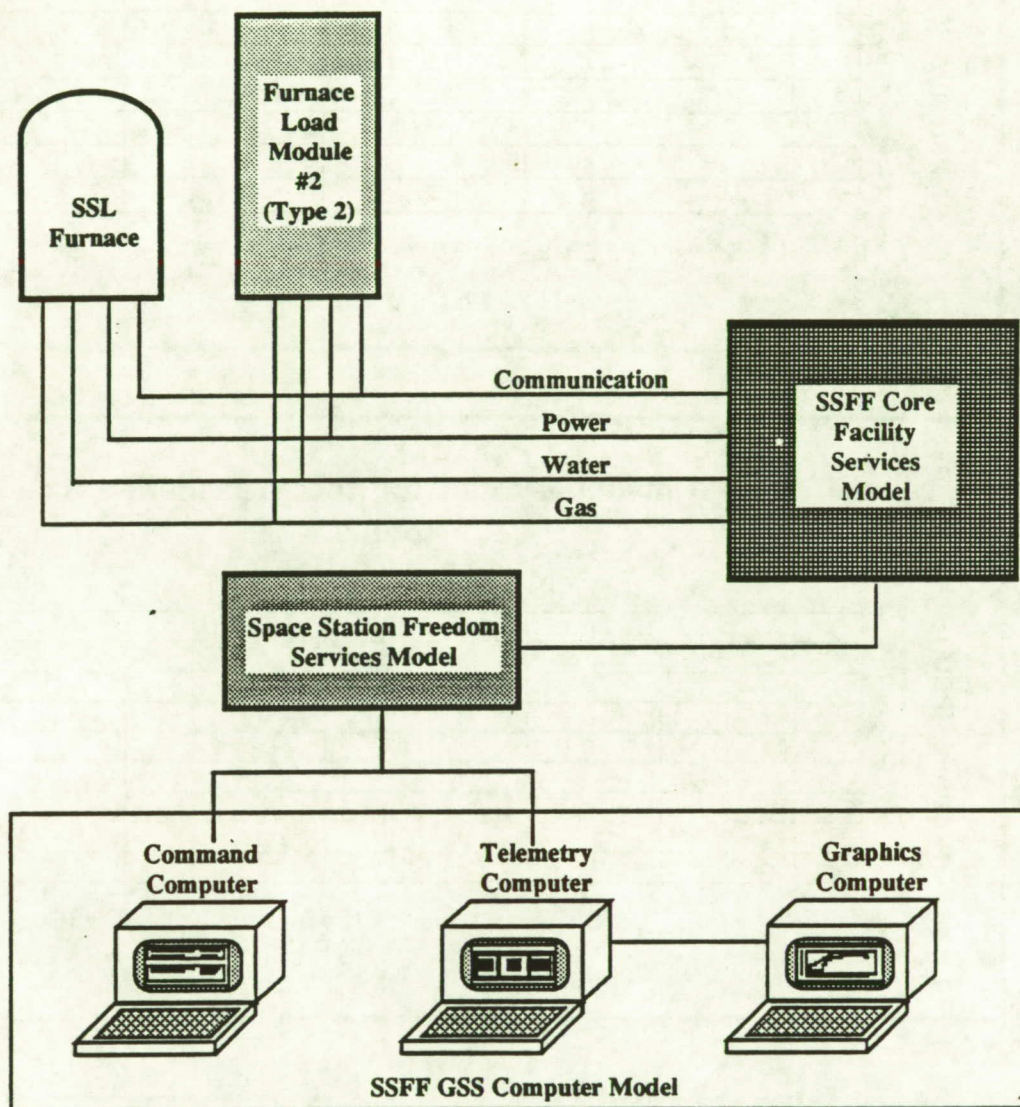 Furnace
Load
Module
#2
(Type 2)
SSL
Furnace
Communication
Power
Water
Gas
SSFF Core
Facility
Services
Model
Space Station Freedom
Services Model
Command
Computer
Telemetry
Computer
Graphics
Computer
SSFF GSS Computer Model